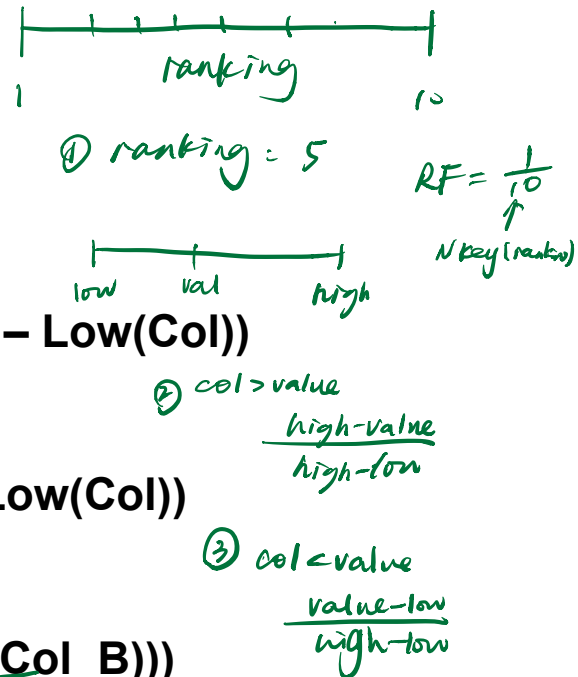 ranking
1 10
① ranking = 5
RF = 1/10
NKey(ranking)
low val high
– Low(Col))
② col > value
high-value
high-low
Low(Col))
③ col < value
value-low
high-low
Col_B)))